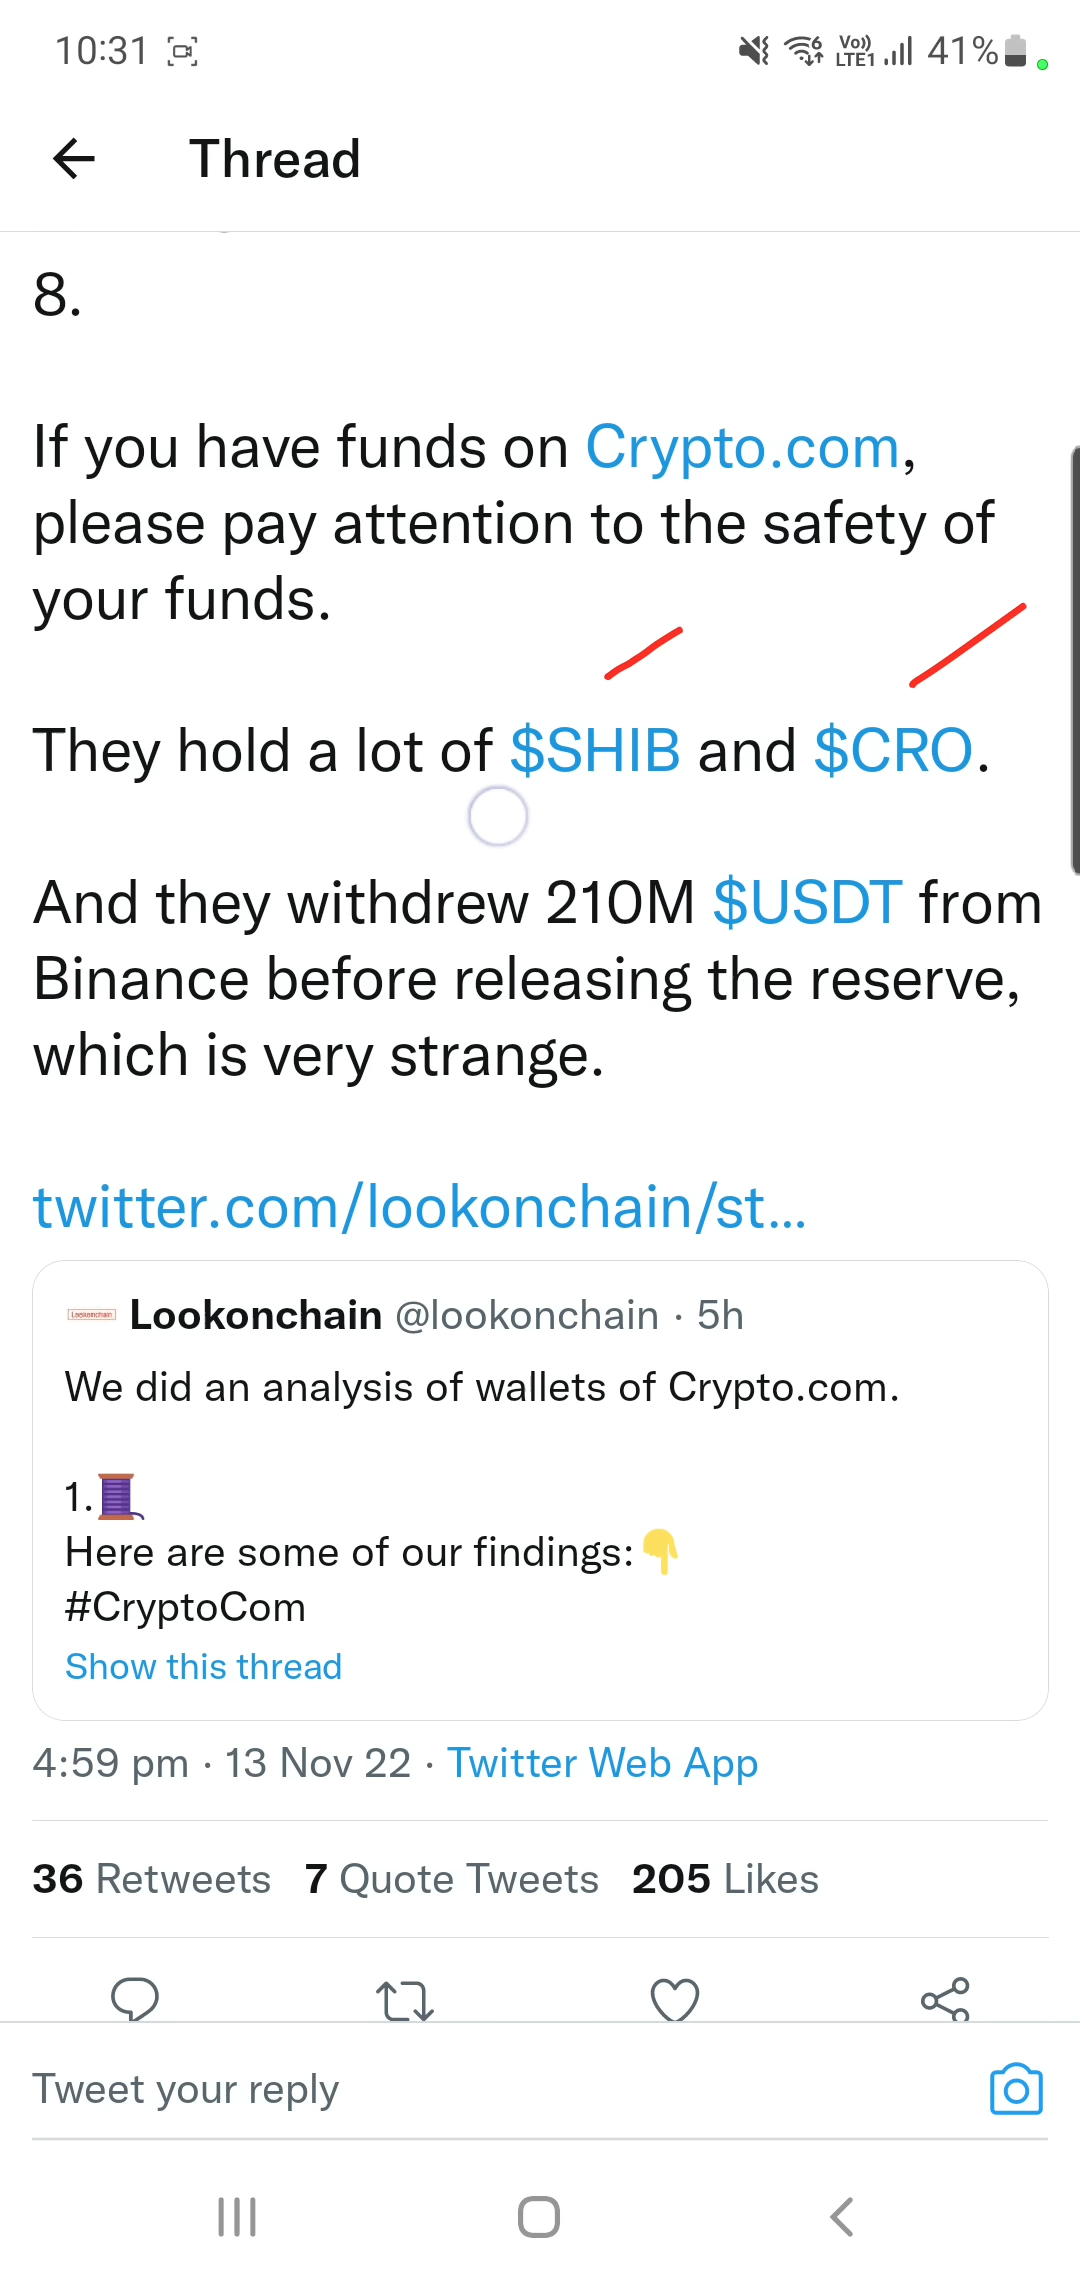 10:31 Vo)) LTE1 41%
Thread
8.
If you have funds on Crypto.com,
please pay attention to the safety of
your funds.
They hold a lot of $SHIB and $CRO.
And they withdrew 210M $USDT from
Binance before releasing the reserve,
which is very strange.
twitter.com/lookonchain/st...
Lookonchain Lookonchain @lookonchain · 5h
We did an analysis of wallets of Crypto.com.
1.🧵
Here are some of our findings:👇
#CryptoCom
Show this thread
4:59 pm · 13 Nov 22 · Twitter Web App
36 Retweets 7 Quote Tweets 205 Likes
Tweet your reply